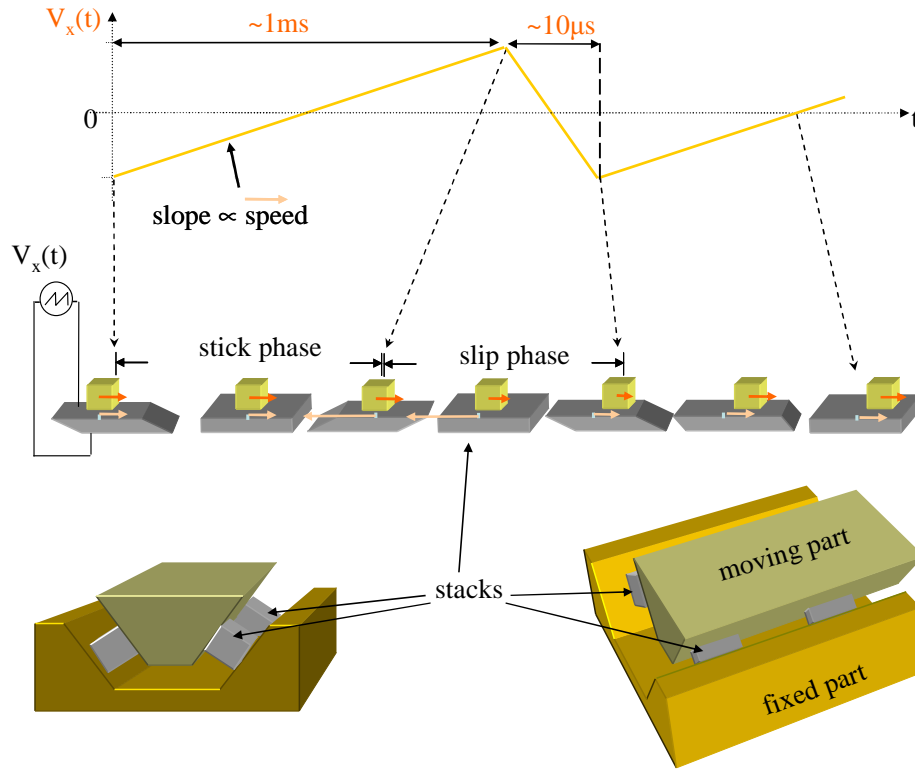 Vₓ(t)
~1ms
~10µs
0
t
slope ∝ speed
Vₓ(t)
stick phase
slip phase
stacks
moving part
fixed part